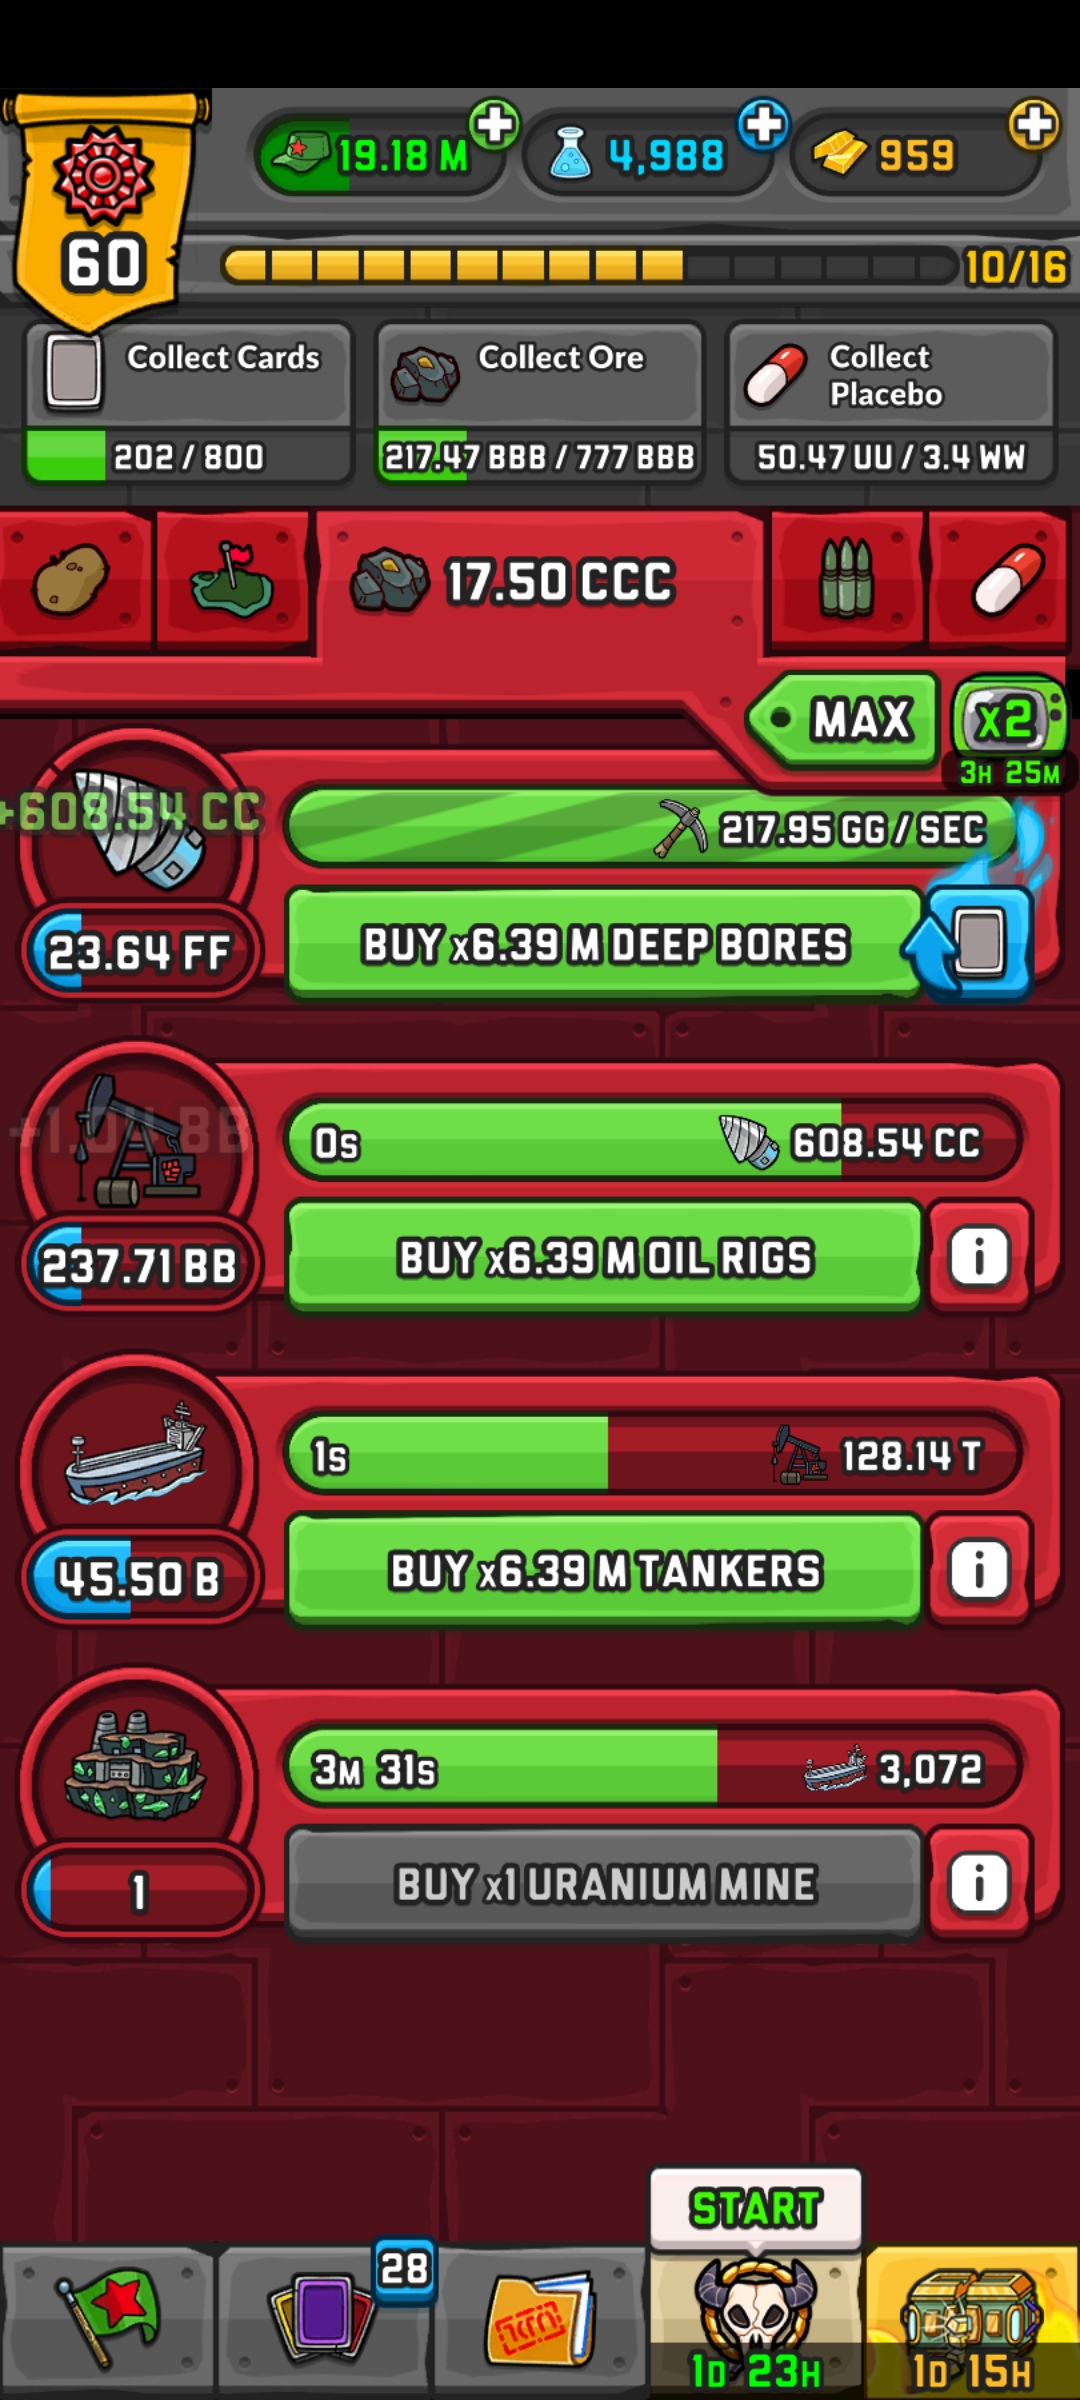 19.18 M
4,988
959
60
10/16
Collect Cards
202 / 800
Collect Ore
217.47 BBB / 777 BBB
Collect
Placebo
50.47 UU / 3.4 WW
17.50 CCC
MAX
x2
3H 25M
+608.54 CC
217.95 GG / SEC
23.64 FF
BUY x6.39 M DEEP BORES
+1.04 BB
0s
608.54 CC
237.71 BB
BUY x6.39 M OIL RIGS
i
1s
128.14 T
45.50 B
BUY x6.39 M TANKERS
i
3M 31s
3,072
1
BUY x1 URANIUM MINE
i
START
28
1D 23H
1D 15H